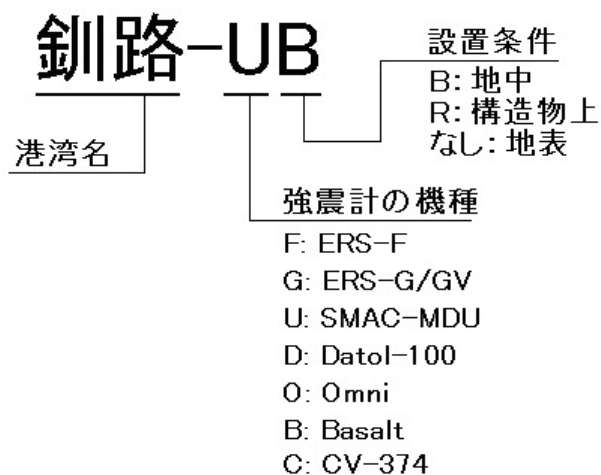 釧路-UB
港湾名
設置条件
B: 地中
R: 構造物上
なし: 地表
強震計の機種
F: ERS-F
G: ERS-G/GV
U: SMAC-MDU
D: Datol-100
O: Omni
B: Basalt
C: CV-374